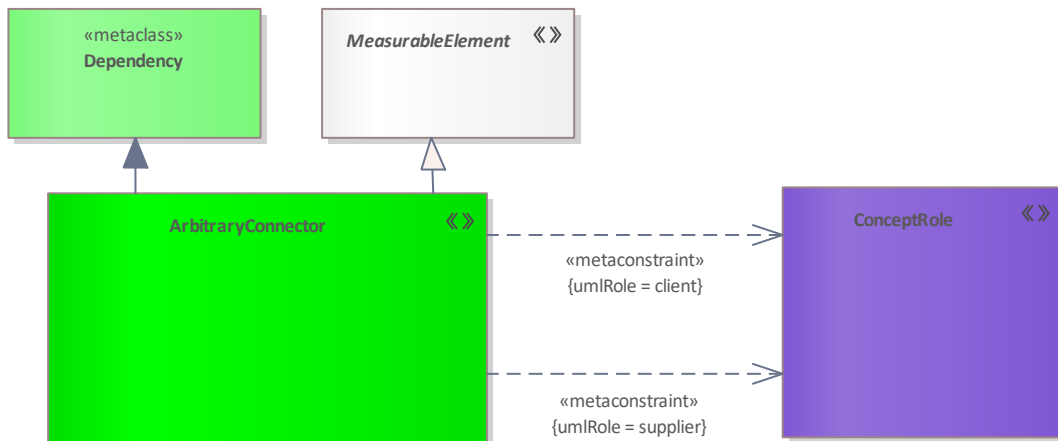 «metaclass»
Dependency
MeasurableElement
«»
ArbitraryConnector
«»
ConceptRole
«»
«metaconstraint»
{umlRole = client}
«metaconstraint»
{umlRole = supplier}